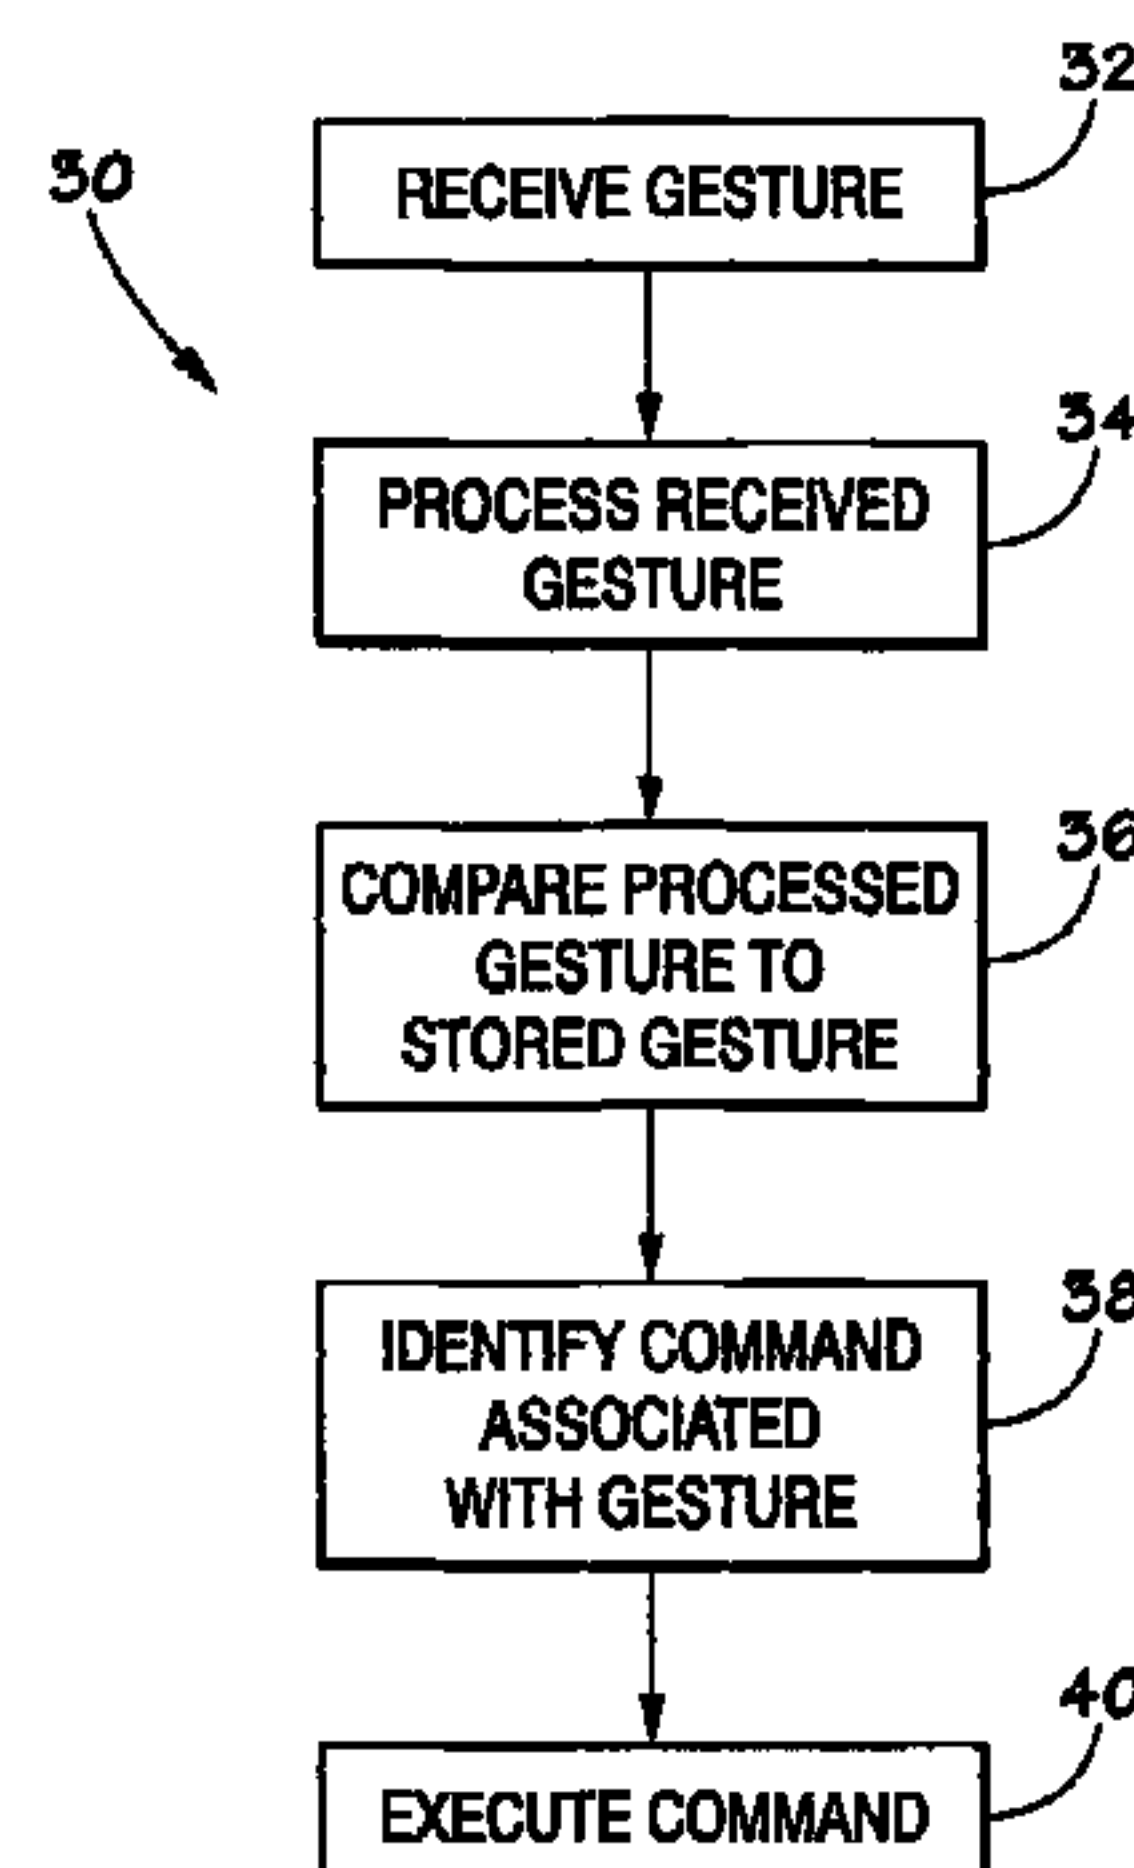 32
30
RECEIVE GESTURE
34
PROCESS RECEIVED
GESTURE
36
COMPARE PROCESSED
GESTURE TO
STORED GESTURE
38
IDENTIFY COMMAND
ASSOCIATED
WITH GESTURE
40
EXECUTE COMMAND